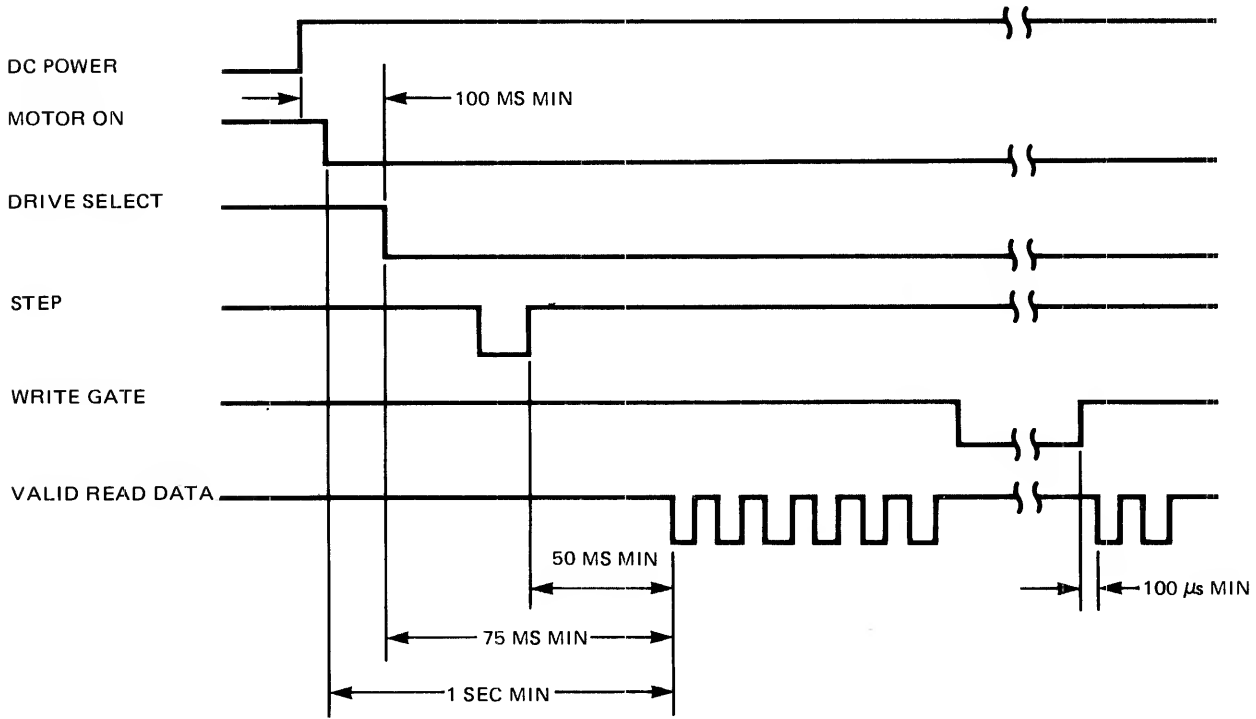 DC POWER
100 MS MIN
MOTOR ON
DRIVE SELECT
STEP
WRITE GATE
VALID READ DATA
50 MS MIN
100 µs MIN
75 MS MIN
1 SEC MIN